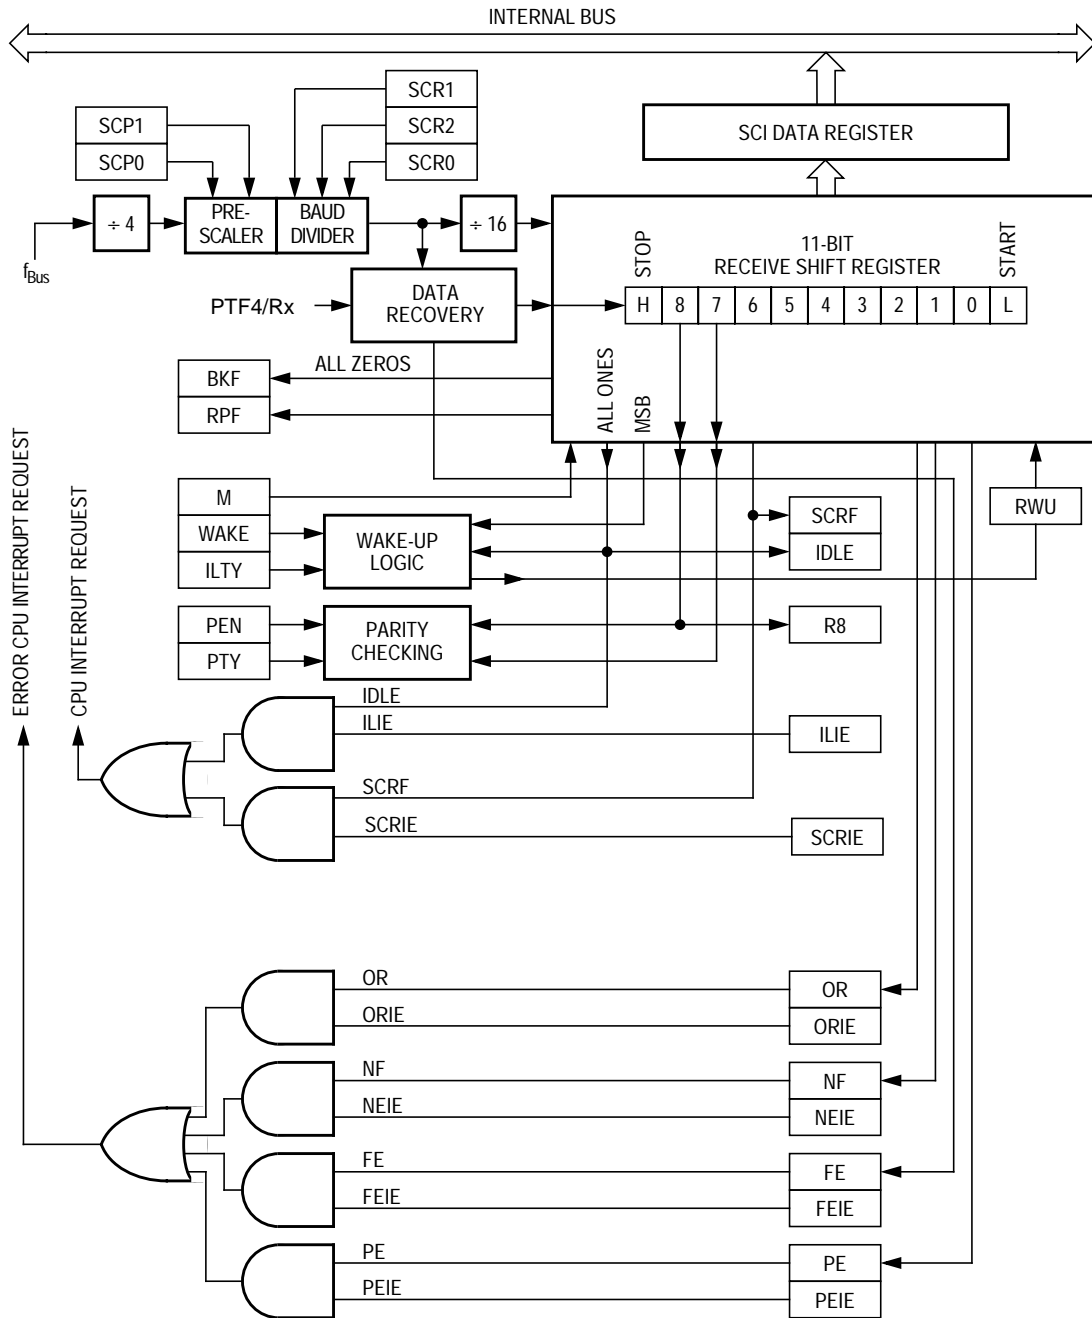 INTERNAL BUS
SCR1
SCR2
SCR0
SCP1
SCP0
SCI DATA REGISTER
÷ 4
PRE-
SCALER
BAUD
DIVIDER
÷ 16
fBus
STOP
11-BIT
RECEIVE SHIFT REGISTER
START
PTF4/Rx
DATA
RECOVERY
H 8 7 6 5 4 3 2 1 0 L
ALL ZEROS
BKF
RPF
ALL ONES
MSB
M
WAKE
ILTY
WAKE-UP
LOGIC
SCRF
IDLE
RWU
PEN
PTY
PARITY
CHECKING
R8
ERROR CPU INTERRUPT REQUEST
CPU INTERRUPT REQUEST
IDLE
ILIE
ILIE
SCRF
SCRIE
SCRIE
OR
ORIE
OR
ORIE
NF
NEIE
NF
NEIE
FE
FEIE
FE
FEIE
PE
PEIE
PE
PEIE